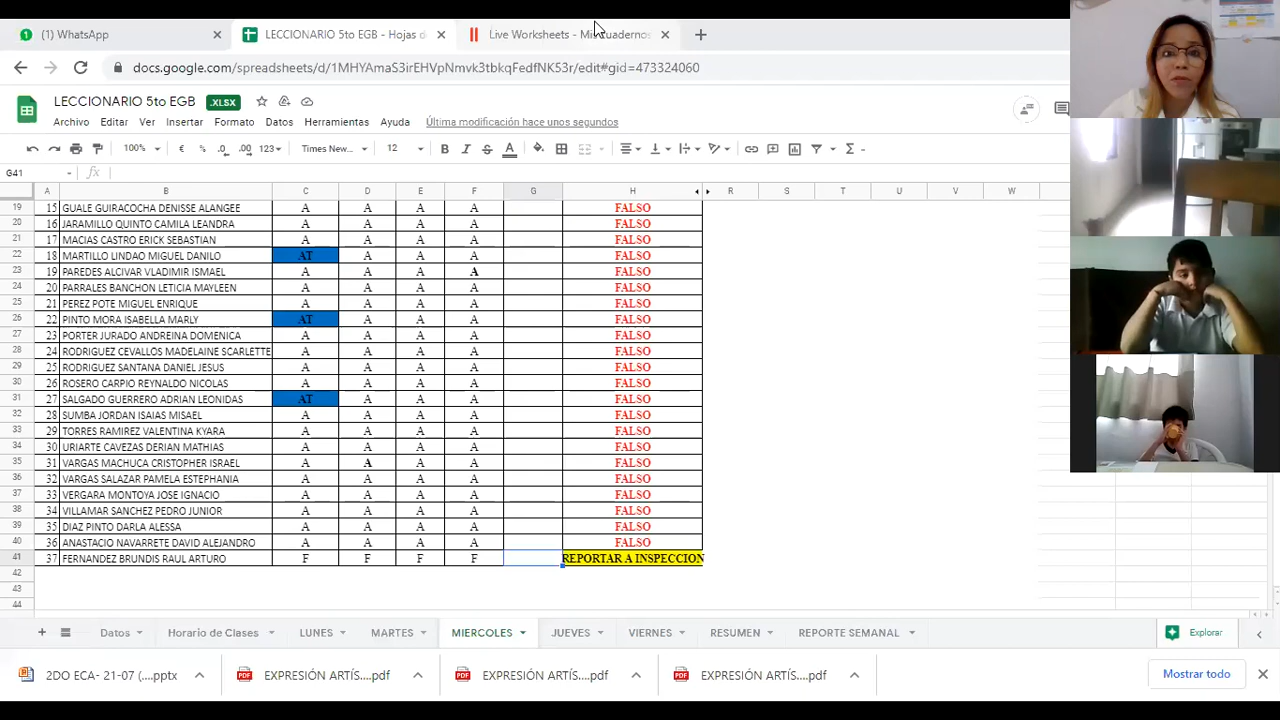 (1) WhatsApp
LECCIONARIO 5to EGB - Hojas d
Live Worksheets - Mis cuadernos
docs.google.com/spreadsheets/d/1MHYAmaS3irEHVpNmvk3tbkqFedfNK53r/edit#gid=473324060
LECCIONARIO 5to EGB .XLSX
Archivo Editar Ver Insertar Formato Datos Herramientas Ayuda Última modificación hace unos segundos
100% € % .0 .00 123 Times New... 12 B I S A
G41 fx
A B C D E F G H R S T U V W
19 15 GUALE GUIRACOCHA DENISSE ALANGEE A A A A FALSO
20 16 JARAMILLO QUINTO CAMILA LEANDRA A A A A FALSO
21 17 MACIAS CASTRO ERICK SEBASTIAN A A A A FALSO
22 18 MARTILLO LINDAO MIGUEL DANILO AT A A A FALSO
23 19 PAREDES ALCIVAR VLADIMIR ISMAEL A A A A FALSO
24 20 PARRALES BANCHON LETICIA MAYLEEN A A A A FALSO
25 21 PEREZ POTE MIGUEL ENRIQUE A A A A FALSO
26 22 PINTO MORA ISABELLA MARLY AT A A A FALSO
27 23 PORTER JURADO ANDREINA DOMENICA A A A A FALSO
28 24 RODRIGUEZ CEVALLOS MADELAINE SCARLETTE A A A A FALSO
29 25 RODRIGUEZ SANTANA DANIEL JESUS A A A A FALSO
30 26 ROSERO CARPIO REYNALDO NICOLAS A A A A FALSO
31 27 SALGADO GUERRERO ADRIAN LEONIDAS AT A A A FALSO
32 28 SUMBA JORDAN ISAIAS MISAEL A A A A FALSO
33 29 TORRES RAMIREZ VALENTINA KYARA A A A A FALSO
34 30 URIARTE CAVEZAS DERIAN MATHIAS A A A A FALSO
35 31 VARGAS MACHUCA CRISTOPHER ISRAEL A A A A FALSO
36 32 VARGAS SALAZAR PAMELA ESTEPHANIA A A A A FALSO
37 33 VERGARA MONTOYA JOSE IGNACIO A A A A FALSO
38 34 VILLAMAR SANCHEZ PEDRO JUNIOR A A A A FALSO
39 35 DIAZ PINTO DARLA ALESSA A A A A FALSO
40 36 ANASTACIO NAVARRETE DAVID ALEJANDRO A A A A FALSO
41 37 FERNANDEZ BRUNDIS RAUL ARTURO F F F F REPORTAR A INSPECCION
42
43
44
Datos Horario de Clases LUNES MARTES MIERCOLES JUEVES VIERNES RESUMEN REPORTE SEMANAL Explorar
2DO ECA- 21-07 (....pptx EXPRESIÓN ARTÍS....pdf EXPRESIÓN ARTÍS....pdf EXPRESIÓN ARTÍS....pdf Mostrar todo